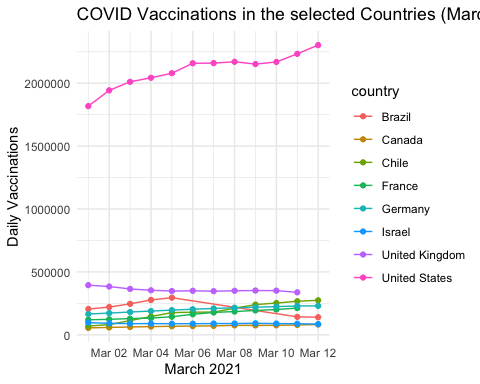 COVID Vaccinations in the selected Countries (Marc
Daily Vaccinations
2000000
1500000
1000000
500000
0
Mar 02 Mar 04 Mar 06 Mar 08 Mar 10 Mar 12
March 2021
country
Brazil
Canada
Chile
France
Germany
Israel
United Kingdom
United States